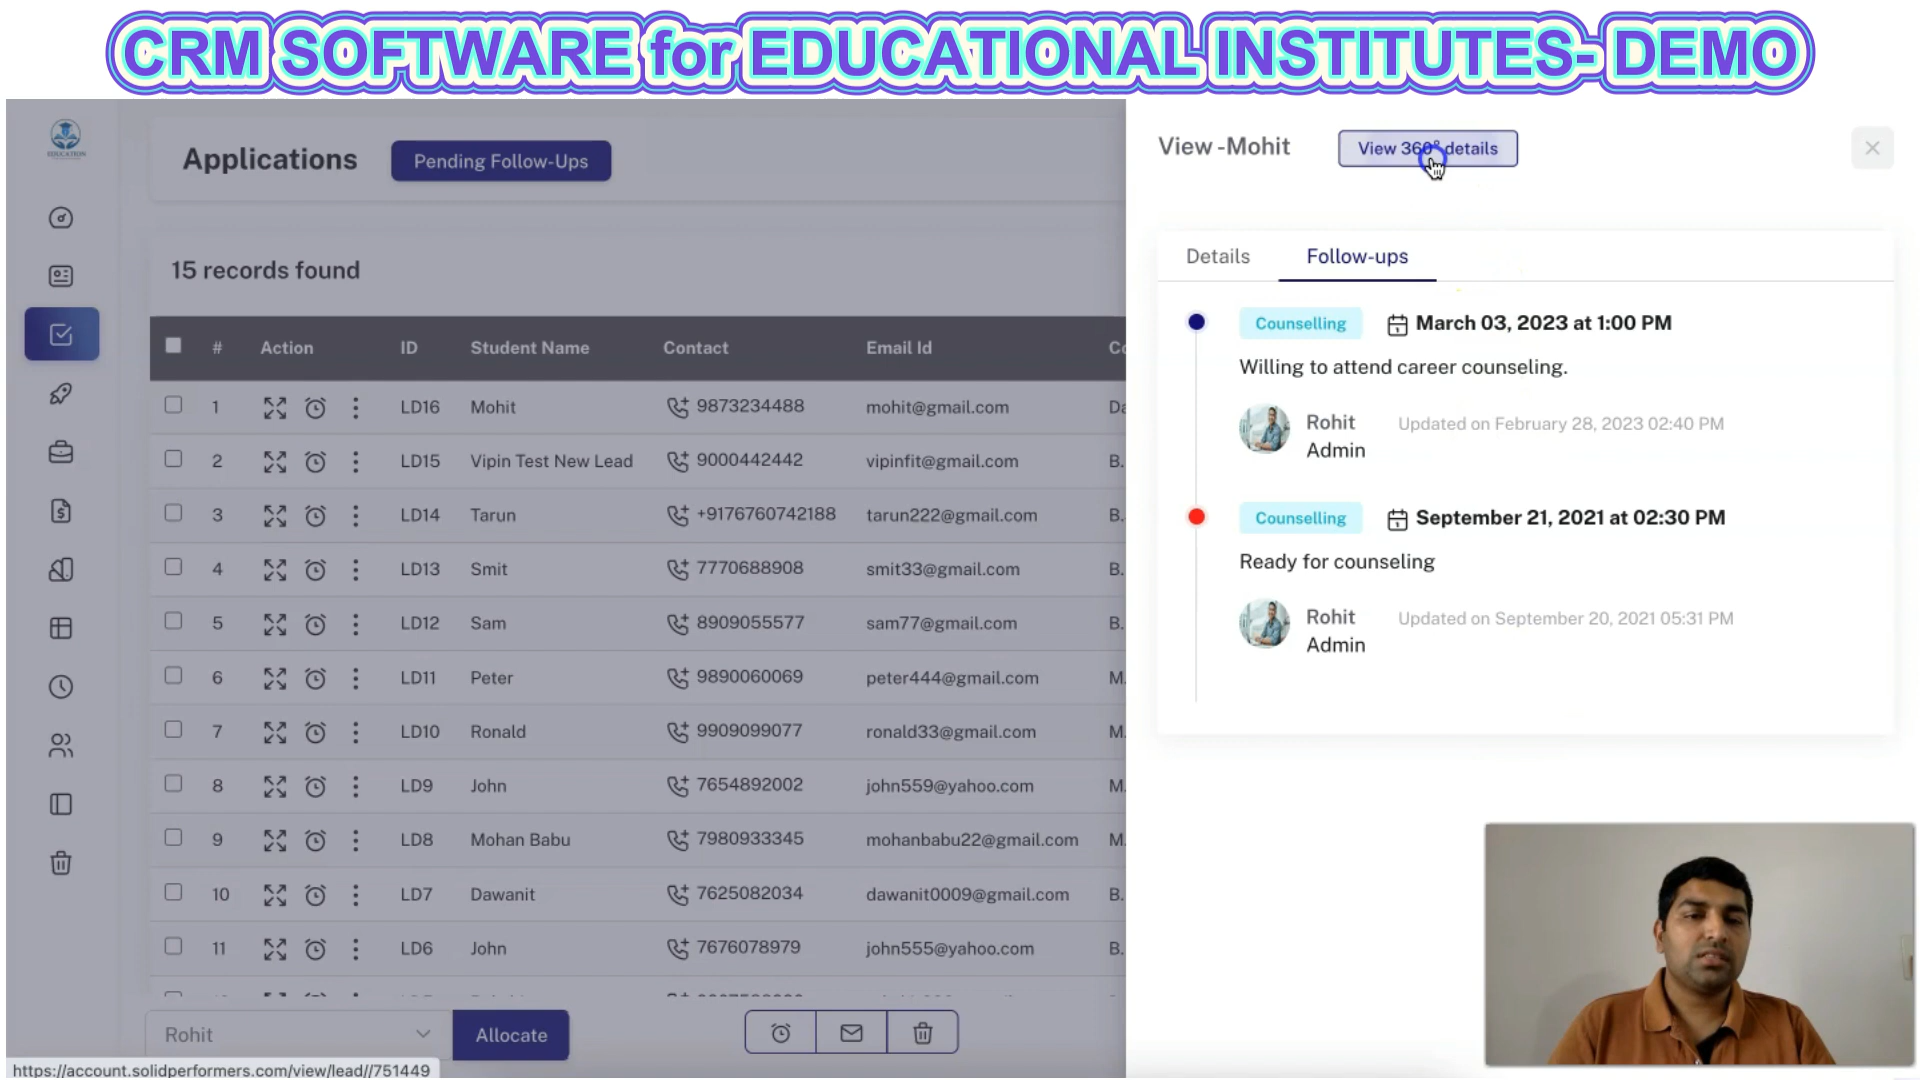 CRM SOFTWARE for EDUCATIONAL INSTITUTES- DEMO
EDUCATION
Applications
Pending Follow-Ups
15 records found
# Action ID Student Name Contact Email Id Co
1 LD16 Mohit 9873234488 mohit@gmail.com Da
2 LD15 Vipin Test New Lead 9000442442 vipinfit@gmail.com B.
3 LD14 Tarun +9176760742188 tarun222@gmail.com B.
4 LD13 Smit 7770688908 smit33@gmail.com B.
5 LD12 Sam 8909055577 sam77@gmail.com B.
6 LD11 Peter 9890060069 peter444@gmail.com M.
7 LD10 Ronald 9909099077 ronald33@gmail.com M.
8 LD9 John 7654892002 john559@yahoo.com M.
9 LD8 Mohan Babu 7980933345 mohanbabu22@gmail.com M.
10 LD7 Dawanit 7625082034 dawanit0009@gmail.com B.
11 LD6 John 7676078979 john555@yahoo.com B.
Rohit
Allocate
https://account.solidperformers.com/view/lead//751449
View -Mohit
View 360° details
Details
Follow-ups
Counselling
March 03, 2023 at 1:00 PM
Willing to attend career counseling.
Rohit
Updated on February 28, 2023 02:40 PM
Admin
Counselling
September 21, 2021 at 02:30 PM
Ready for counseling
Rohit
Updated on September 20, 2021 05:31 PM
Admin